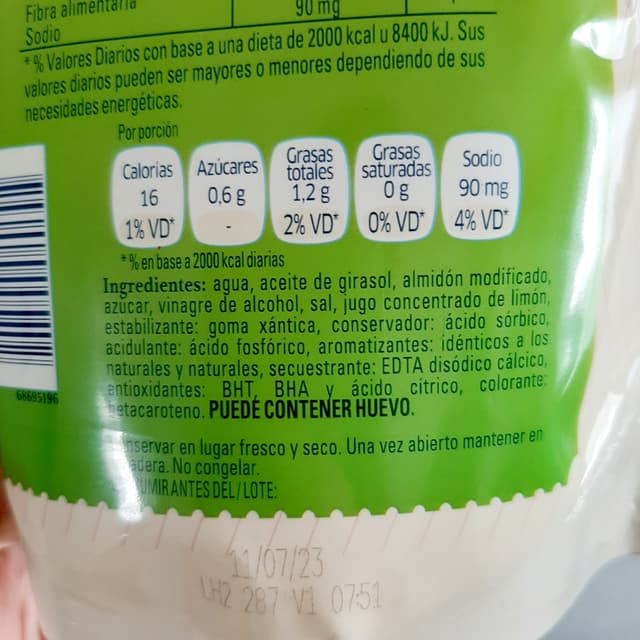 Fibra alimentaria
Sodio 90 mg
* % Valores Diarios con base a una dieta de 2000 kcal u 8400 kJ. Sus
valores diarios pueden ser mayores o menores dependiendo de sus
necesidades energéticas.
Por porción
Calorías
16
1% VD*
Azúcares
0,6 g
-
Grasas
totales
1,2 g
2% VD*
Grasas
saturadas
0 g
0% VD*
Sodio
90 mg
4% VD*
* % en base a 2000 kcal diarias
Ingredientes: agua, aceite de girasol, almidón modificado,
azúcar, vinagre de alcohol, sal, jugo concentrado de limón,
estabilizante: goma xántica, conservador: ácido sórbico,
acidulante: ácido fosfórico, aromatizantes: idénticos a los
naturales y naturales, secuestrante: EDTA disódico cálcico,
antioxidantes: BHT, BHA y ácido cítrico, colorante:
betacaroteno. PUEDE CONTENER HUEVO.
68695196
nservar en lugar fresco y seco. Una vez abierto mantener en
adera. No congelar.
UMIR ANTES DEL / LOTE:
11/07/23
LH2 287 V1 07:51